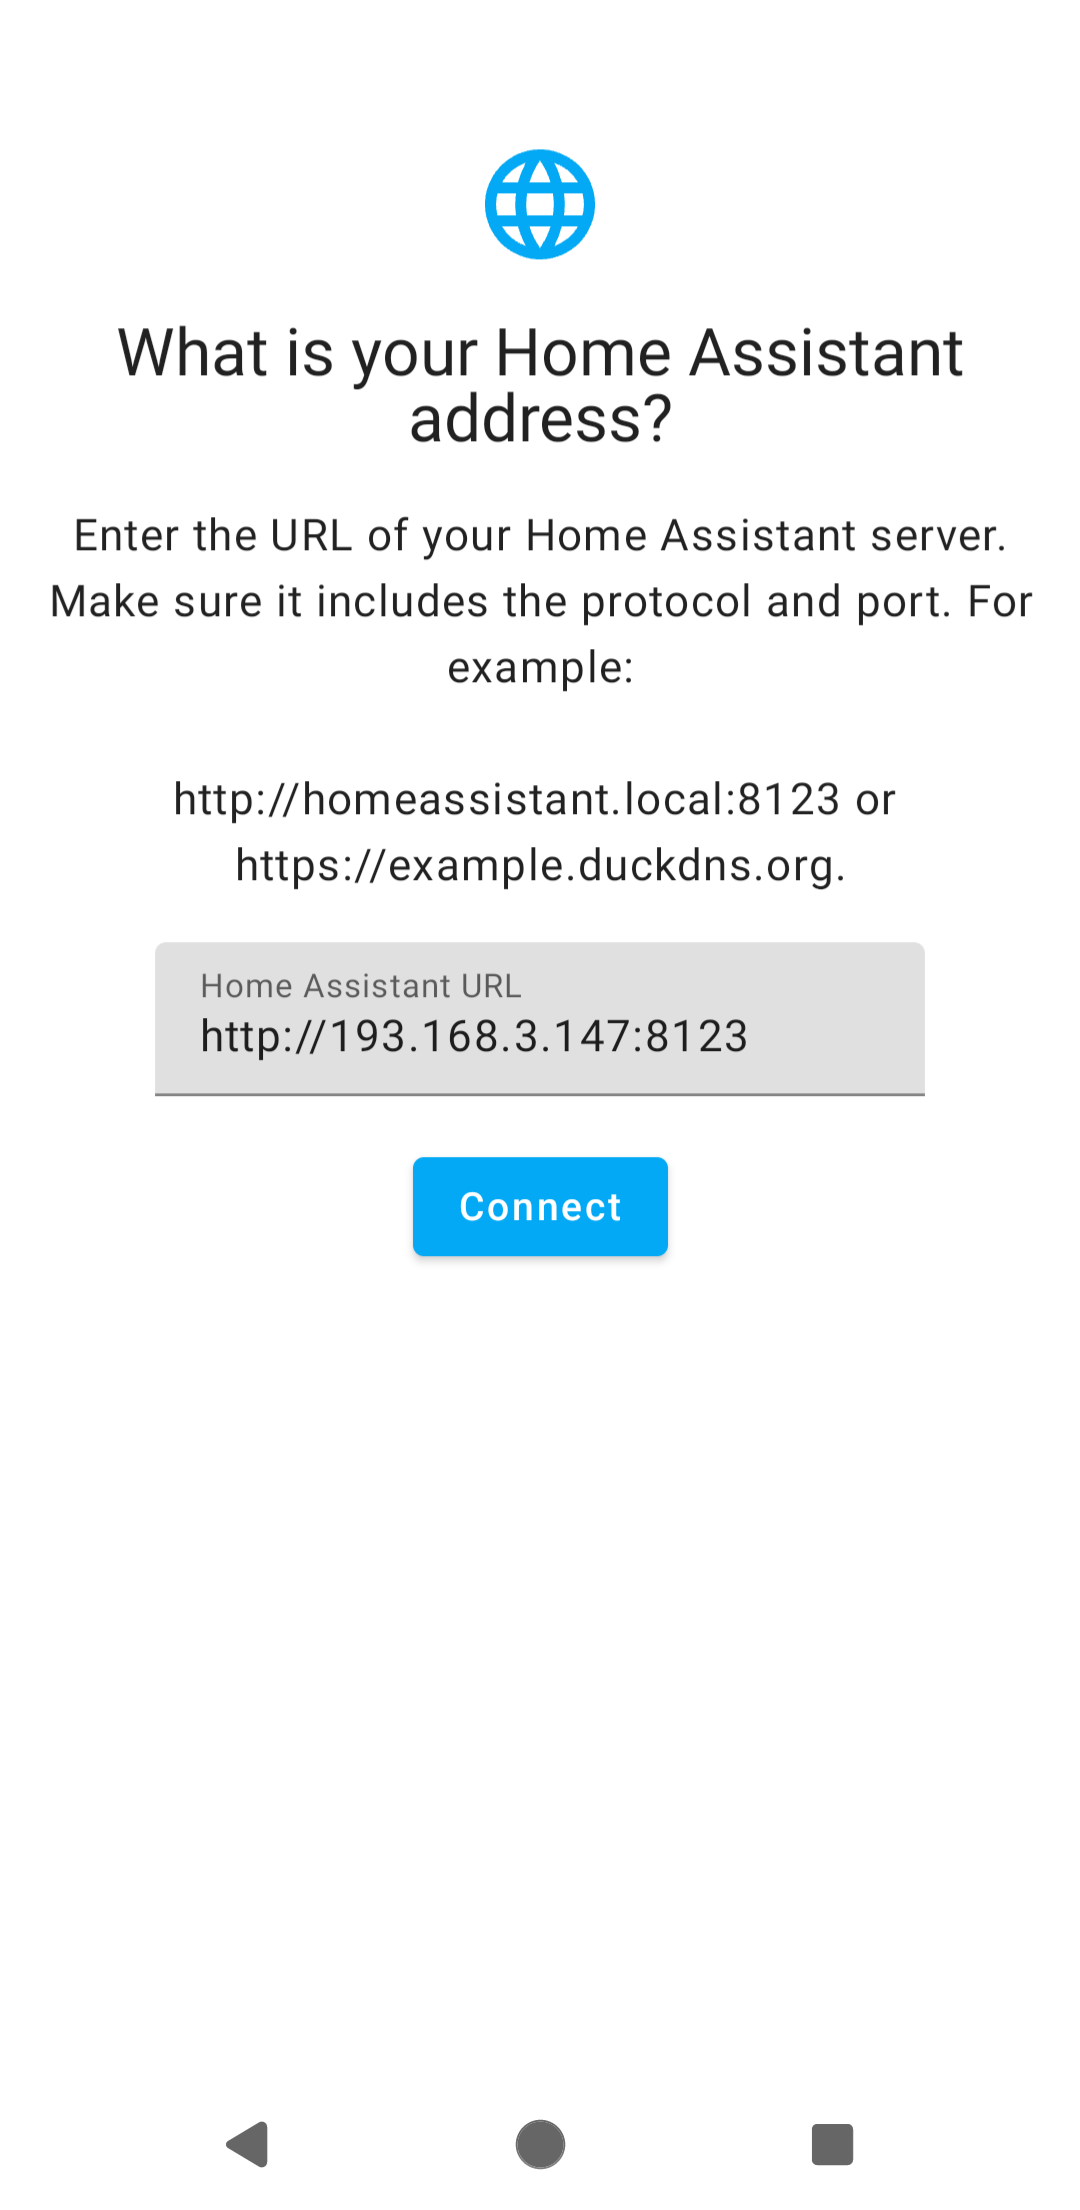 What is your Home Assistant
address?
Enter the URL of your Home Assistant server.
Make sure it includes the protocol and port. For
example:
http://homeassistant.local:8123 or
https://example.duckdns.org.
Home Assistant URL
http://193.168.3.147:8123
Connect